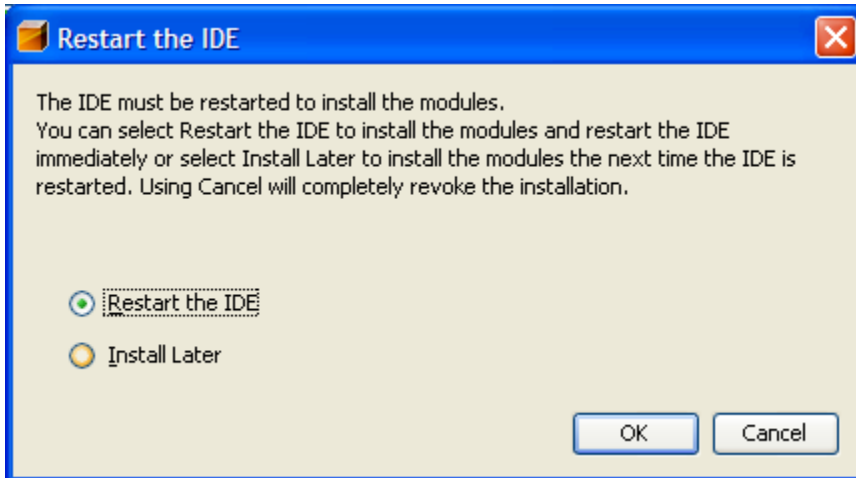 Restart the IDE
The IDE must be restarted to install the modules.
You can select Restart the IDE to install the modules and restart the IDE
immediately or select Install Later to install the modules the next time the IDE is
restarted. Using Cancel will completely revoke the installation.
Restart the IDE
Install Later
OK Cancel